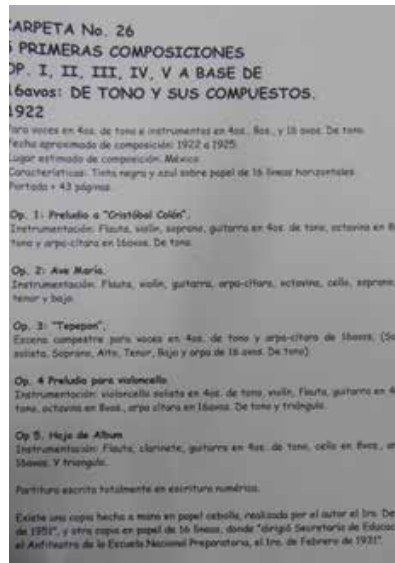 ARPETA No. 26
5 PRIMERAS COMPOSICIONES
OP. I, II, III, IV, V A BASE DE
16avos: DE TONO Y SUS COMPUESTOS.
1922
Para voces en 4os. de tono e instrumentos en 4os., 8os., y 16 avos. De tono.
Fecha aproximada de composición: 1922 a 1925.
Lugar estimado de composición: México
Características: Tinta negra y azul sobre papel de 16 líneas horizontales
Portada + 43 páginas.
Op. 1: Preludio a "Cristóbal Colón".
Instrumentación: Flauta, violín, soprano, guitarra en 4os. de tono, octavina en 8
tono y arpa-cítara en 16avos. De tono.
Op. 2: Ave María.
Instrumentación: Flauta, violín, guitarra, arpa-cítara, octavina, cello, soprano,
tenor y bajo.
Op. 3: "Tepepan",
Escena campestre para voces en 4os. de tono y arpa-cítara de 16avos, (So
solista, Soprano, Alto, Tenor, Bajo y arpa de 16 avos. De tono).
Op. 4 Preludio para violoncello
Instrumentación: violoncello solista en 4os. de tono, violín, flauta, guitarra en 4
tono, octavina en 8vos., arpa cítara en 16avos. De tono y triángulo.
Op 5. Hoja de Album
Instrumentación: Flauta, clarinete, guitarra en 4os. de tono, cello en 8vos., ar
16avos. Y triangulo.
Partitura escrita totalmente en escritura numérica.
Existe una copia hecha a mano en papel cebolla, realizada por el autor el 1ro. De
de 1951", y otra copia en papel de 16 líneas, donde "dirigió Secretaría de Educac
el Anfiteatro de la Escuela Nacional Preparatoria, el 1ro. de Febrero de 1931".